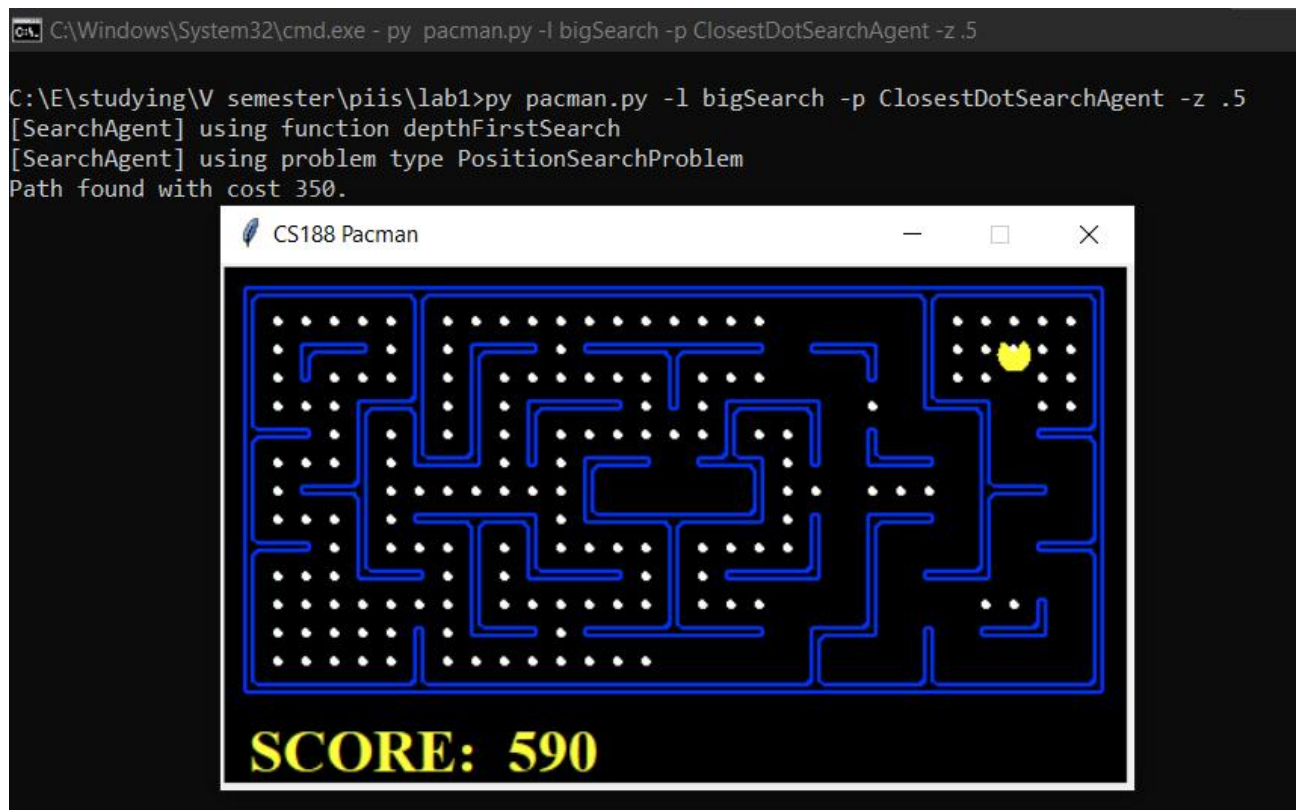 C:\Windows\System32\cmd.exe - py  pacman.py -l bigSearch -p ClosestDotSearchAgent -z .5
C:\E\studying\V semester\piis\lab1>py pacman.py -l bigSearch -p ClosestDotSearchAgent -z .5
[SearchAgent] using function depthFirstSearch
[SearchAgent] using problem type PositionSearchProblem
Path found with cost 350.
CS188 Pacman
SCORE: 590